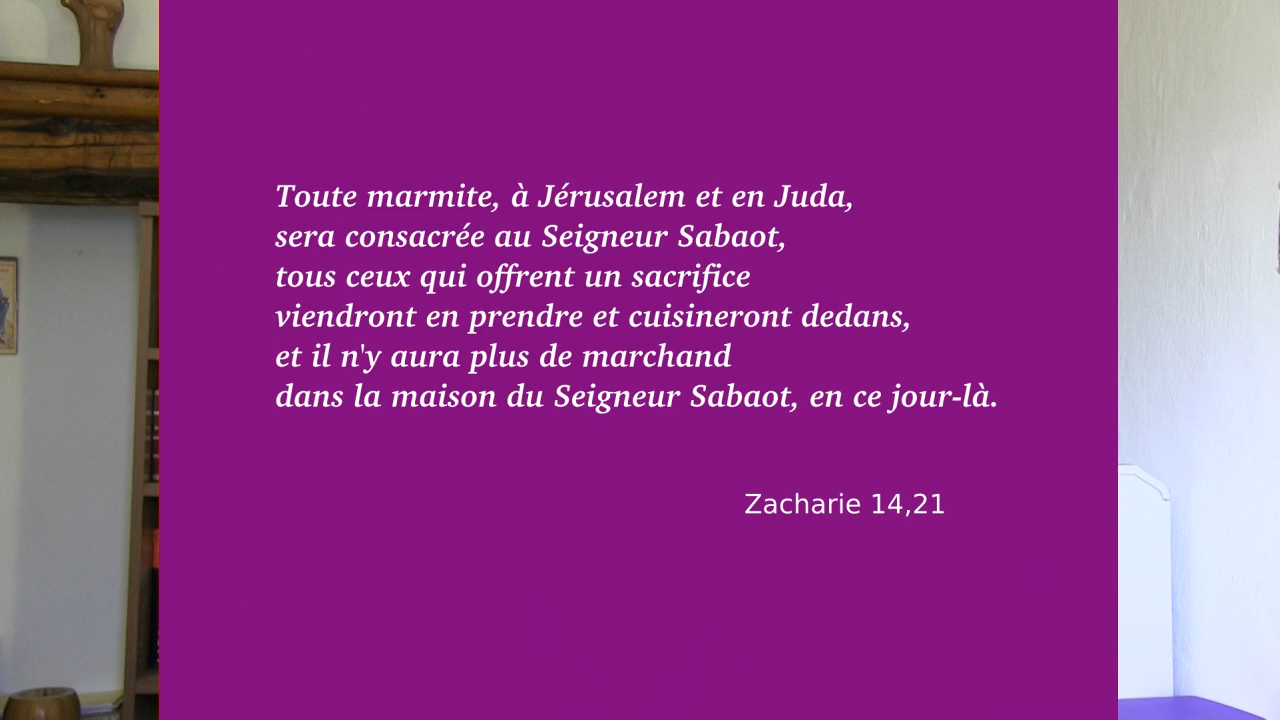 Toute marmite, à Jérusalem et en Juda,
sera consacrée au Seigneur Sabaot,
tous ceux qui offrent un sacrifice
viendront en prendre et cuisineront dedans,
et il n'y aura plus de marchand
dans la maison du Seigneur Sabaot, en ce jour-là.
Zacharie 14,21